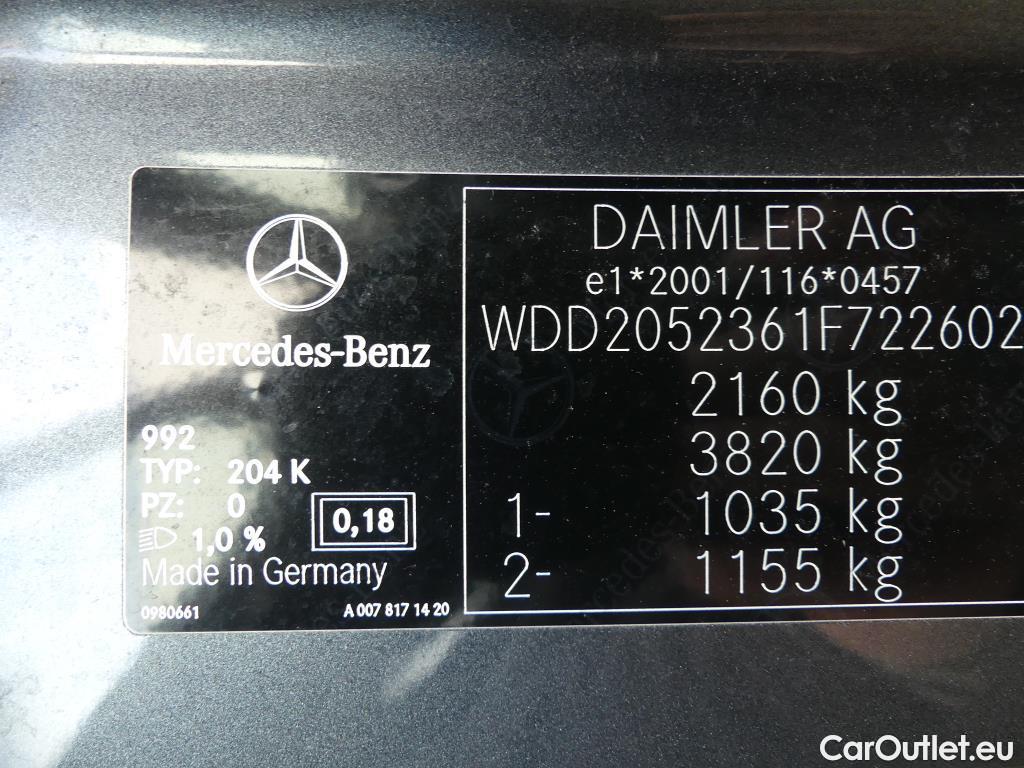 DAIMLER AG
e1*2001/116*0457
WDD2052361F722602
2160 kg
3820 kg
1- 1035 kg
2- 1155 kg
Mercedes-Benz
992
TYP: 204 K
PZ: 0
1,0 %
0,18
Made in Germany
0980661
A 007 817 14 20
CarOutlet.eu